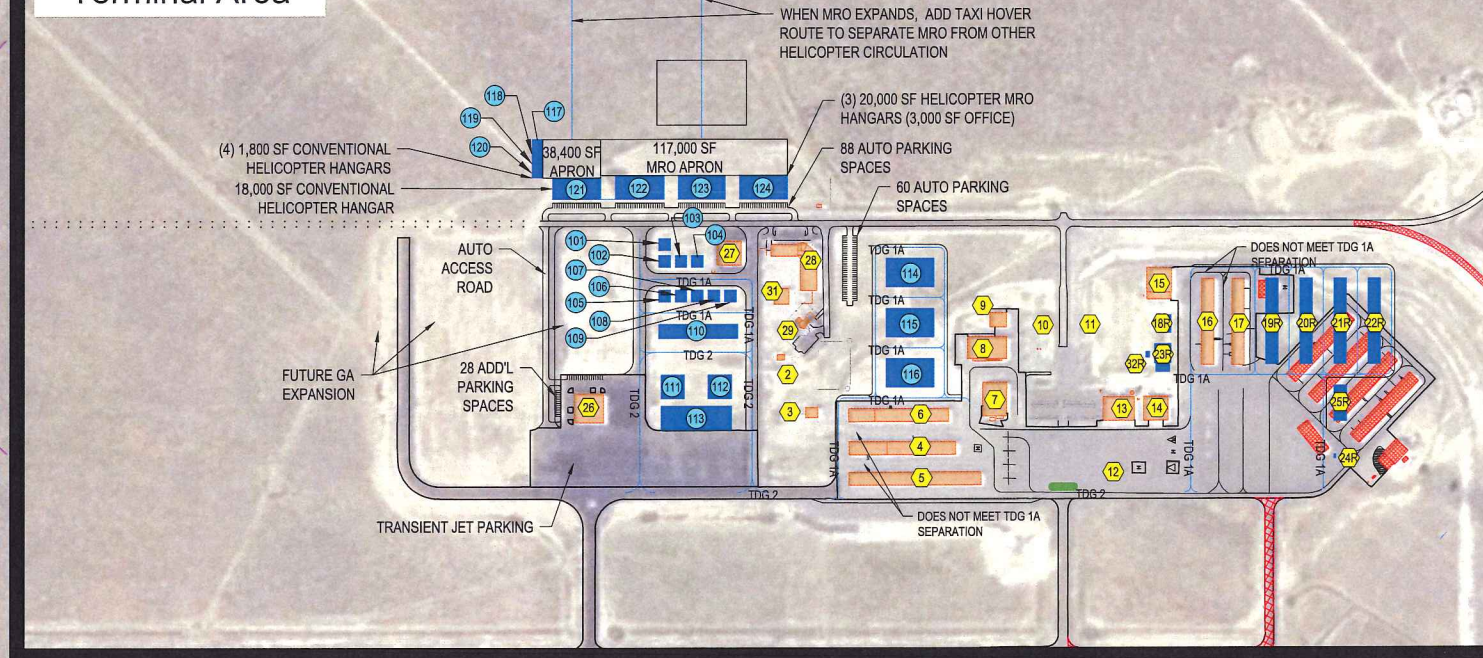 Terminal Area
WHEN MRO EXPANDS, ADD TAXI HOVER
ROUTE TO SEPARATE MRO FROM OTHER
HELICOPTER CIRCULATION
118
117
119
120
(3) 20,000 SF HELICOPTER MRO
HANGARS (3,000 SF OFFICE)
(4) 1,800 SF CONVENTIONAL
HELICOPTER HANGARS
38,400 SF
APRON
117,000 SF
MRO APRON
88 AUTO PARKING
SPACES
18,000 SF CONVENTIONAL
HELICOPTER HANGAR
121
122
123
124
60 AUTO PARKING
SPACES
103
101
104
102
27
28
AUTO
ACCESS
ROAD
107
106
105
108
109
TDG 1A
TDG 1A
110
TDG 2
TDG 1A
TDG 2
TDG 2
111
112
113
31
29
2
3
TDG 1A
114
TDG 1A
115
TDG 1A
116
TDG 1A
DOES NOT MEET TDG 1A
SEPARATION
TDG 1A
9
8
7
10
11
15
18R
23R
32R
13
14
16
17
19R
20R
21R
22R
TDG 1A
25R
24R
FUTURE GA
EXPANSION
28 ADD'L
PARKING
SPACES
26
6
4
5
12
TDG 1A
TDG 1A
TDG 1A
TDG 2
TDG 2
TRANSIENT JET PARKING
DOES NOT MEET TDG 1A
SEPARATION